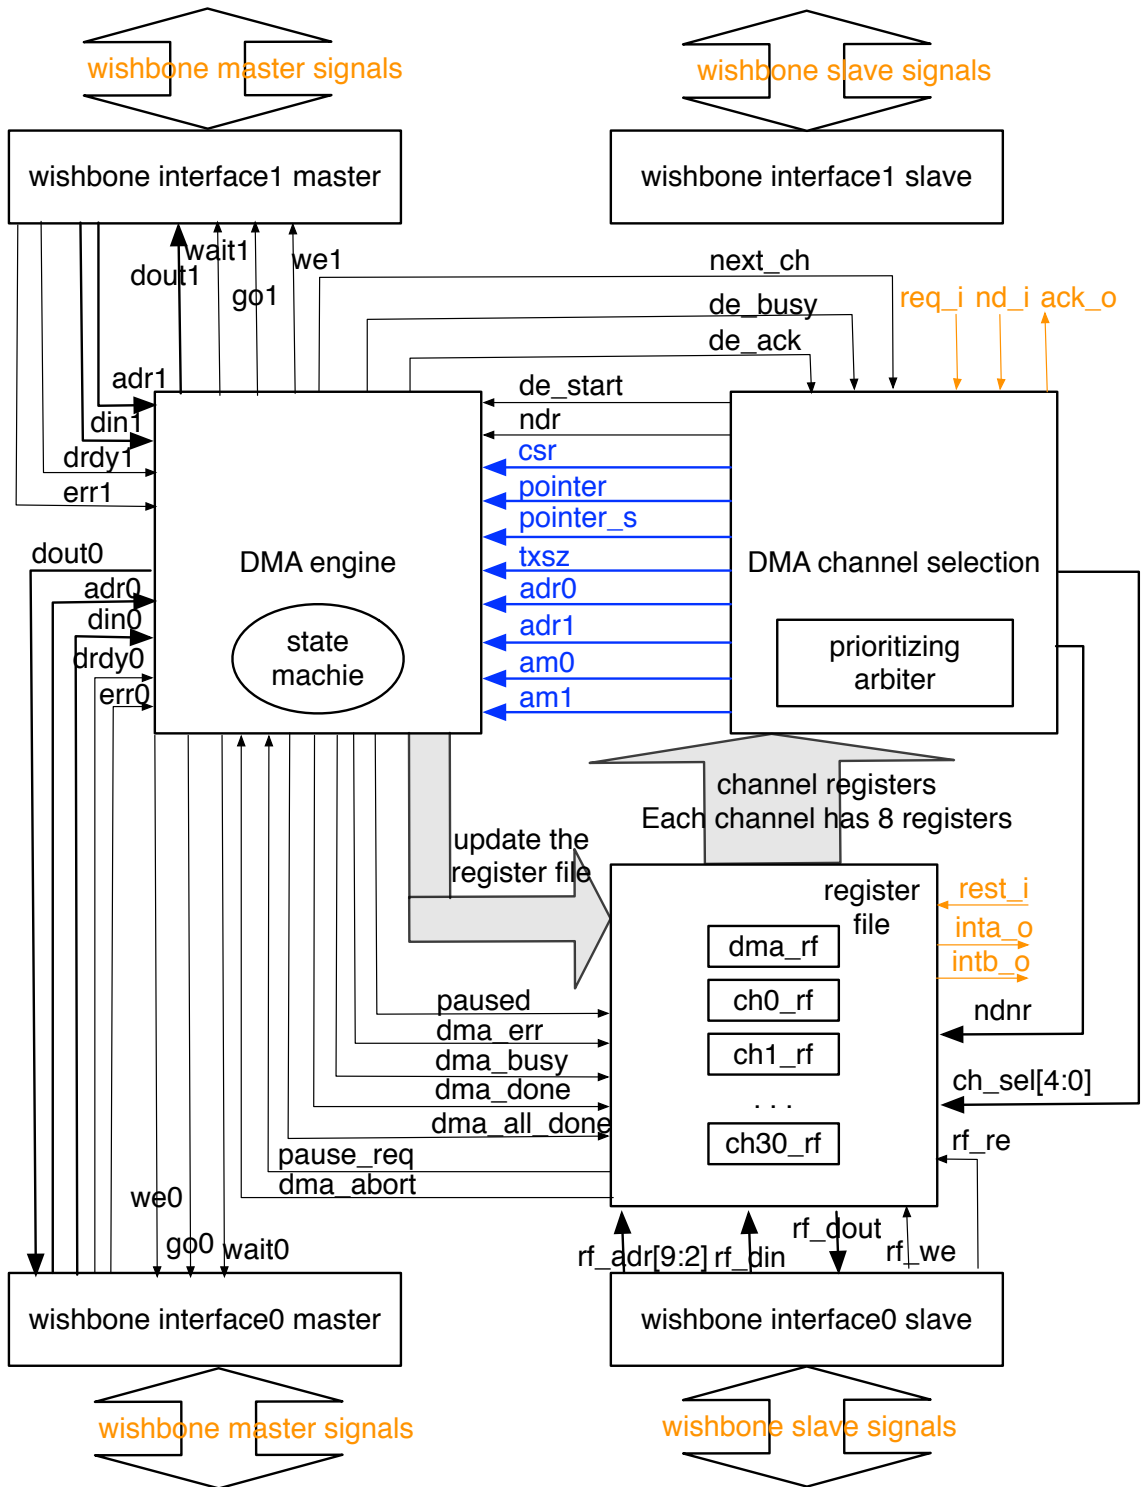 wishbone master signals
wishbone slave signals
wishbone interface1 master
wishbone interface1 slave
wait1
dout1
go1
we1
next_ch
de_busy
de_ack
req_i
nd_i
ack_o
adr1
din1
drdy1
err1
de_start
ndr
csr
pointer
pointer_s
txsz
adr0
adr1
am0
am1
dout0
adr0
din0
drdy0
err0
DMA engine
state
machie
DMA channel selection
prioritizing
arbiter
channel registers
Each channel has 8 registers
update the
register file
register
file
rest_i
inta_o
intb_o
dma_rf
ch0_rf
ch1_rf
. . .
ch30_rf
ndnr
ch_sel[4:0]
rf_re
paused
dma_err
dma_busy
dma_done
dma_all_done
pause_req
dma_abort
we0
go0
wait0
rf_adr[9:2]
rf_din
rf_dout
rf_we
wishbone interface0 master
wishbone interface0 slave
wishbone master signals
wishbone slave signals